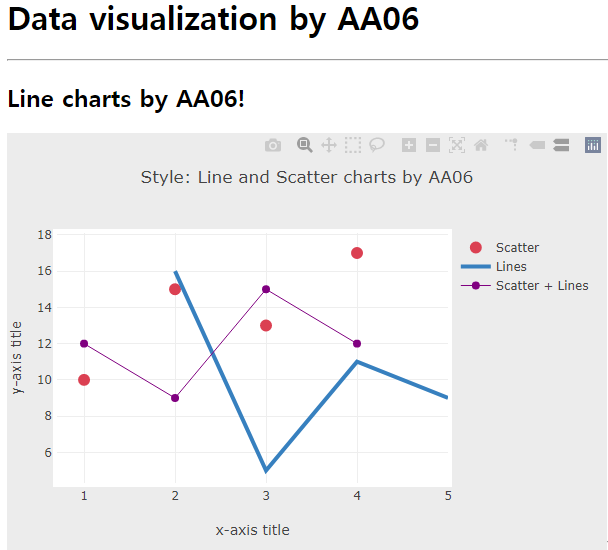 Data visualization by AA06
Line charts by AA06!
Style: Line and Scatter charts by AA06
18
16
14
12
10
8
6
y-axis title
1
2
3
4
5
x-axis title
Scatter
Lines
Scatter + Lines